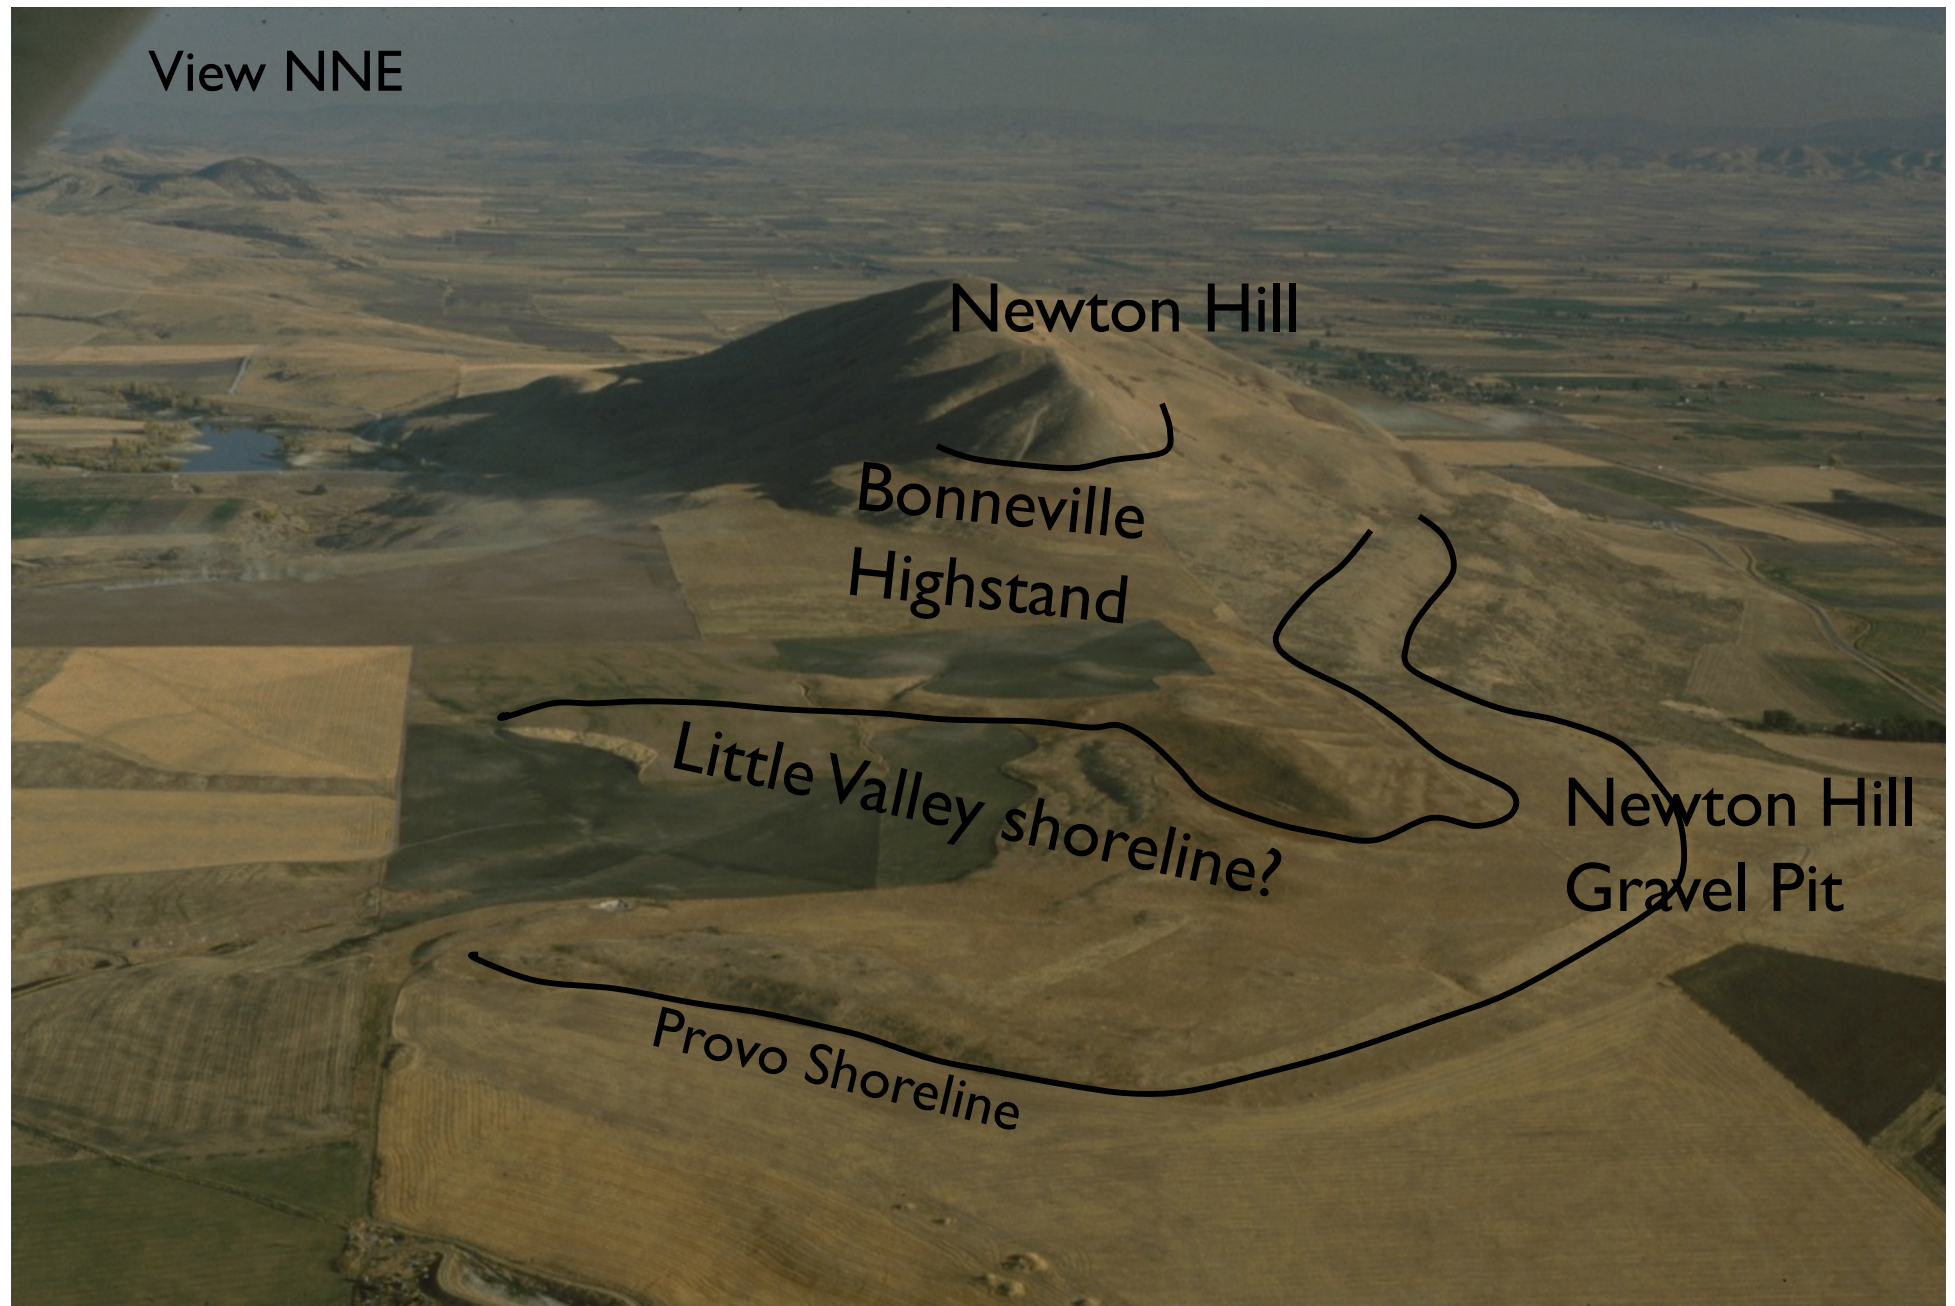 View NNE
Newton Hill
Bonneville
Highstand
Little Valley shoreline?
Newton Hill
Gravel Pit
Provo Shoreline